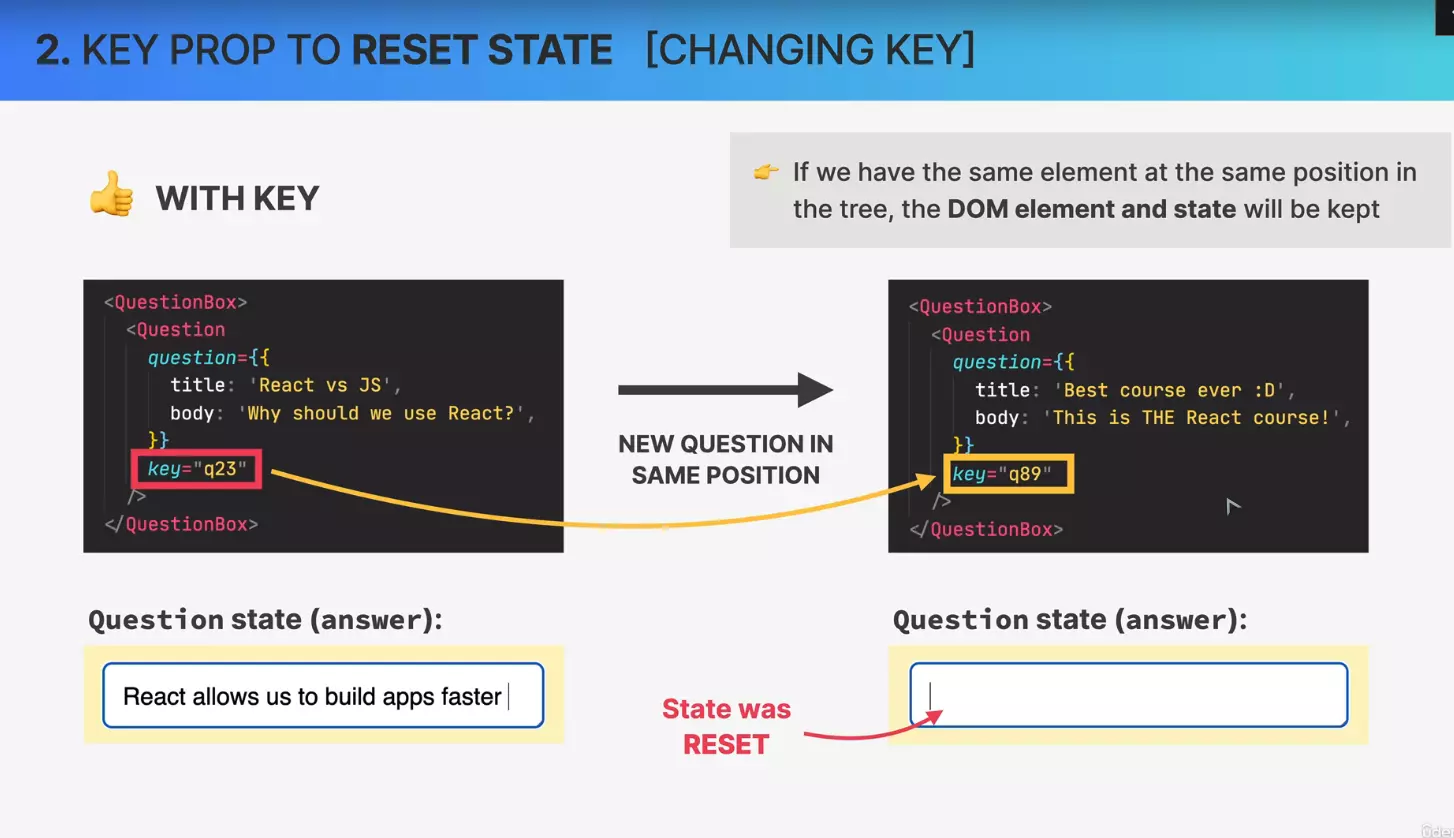 2. KEY PROP TO RESET STATE [CHANGING KEY]
WITH KEY
If we have the same element at the same position in
the tree, the DOM element and state will be kept
<QuestionBox>
<Question
question={{
title: 'React vs JS',
body: 'Why should we use React?',
}}
key="q23"
/>
</QuestionBox>
NEW QUESTION IN
SAME POSITION
<QuestionBox>
<Question
question={{
title: 'Best course ever :D',
body: 'This is THE React course!',
}}
key="q89"
/>
</QuestionBox>
Question state (answer):
React allows us to build apps faster
Question state (answer):
State was
RESET